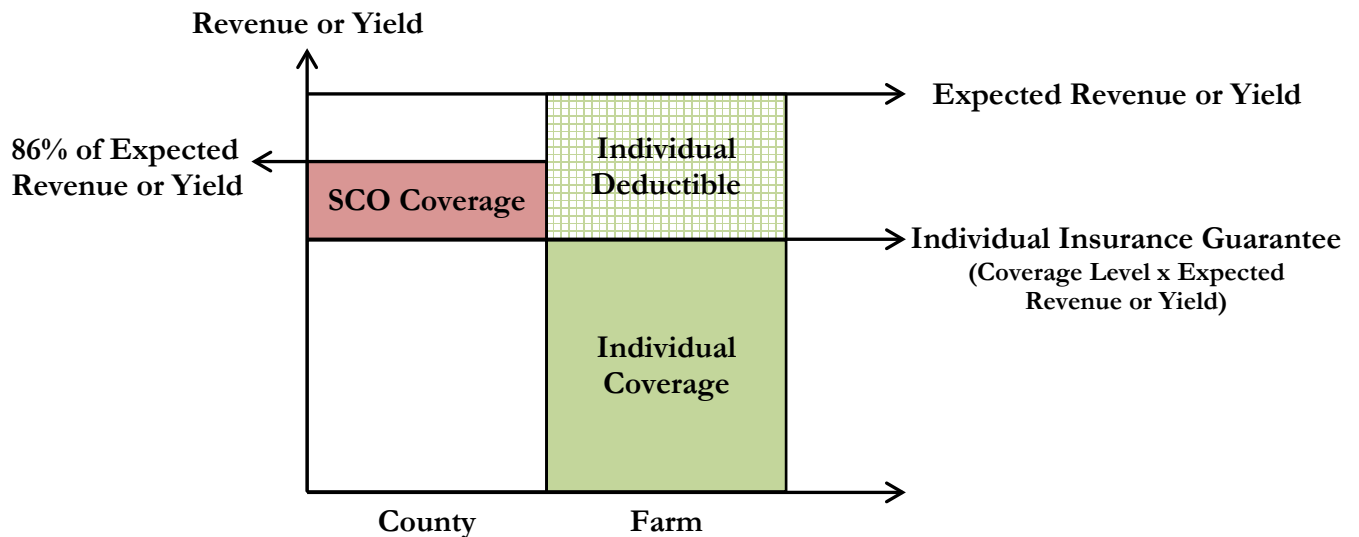 Revenue or Yield
Expected Revenue or Yield
86% of Expected
Revenue or Yield
Individual
Deductible
SCO Coverage
Individual Insurance Guarantee
(Coverage Level x Expected
Revenue or Yield)
Individual
Coverage
County
Farm